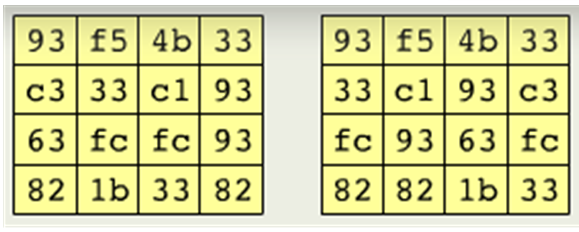 93 f5 4b 33 93 f5 4b 33
c3 33 c1 93 33 c1 93 c3
63 fc fc 93 fc 93 63 fc
82 1b 33 82 82 82 1b 33